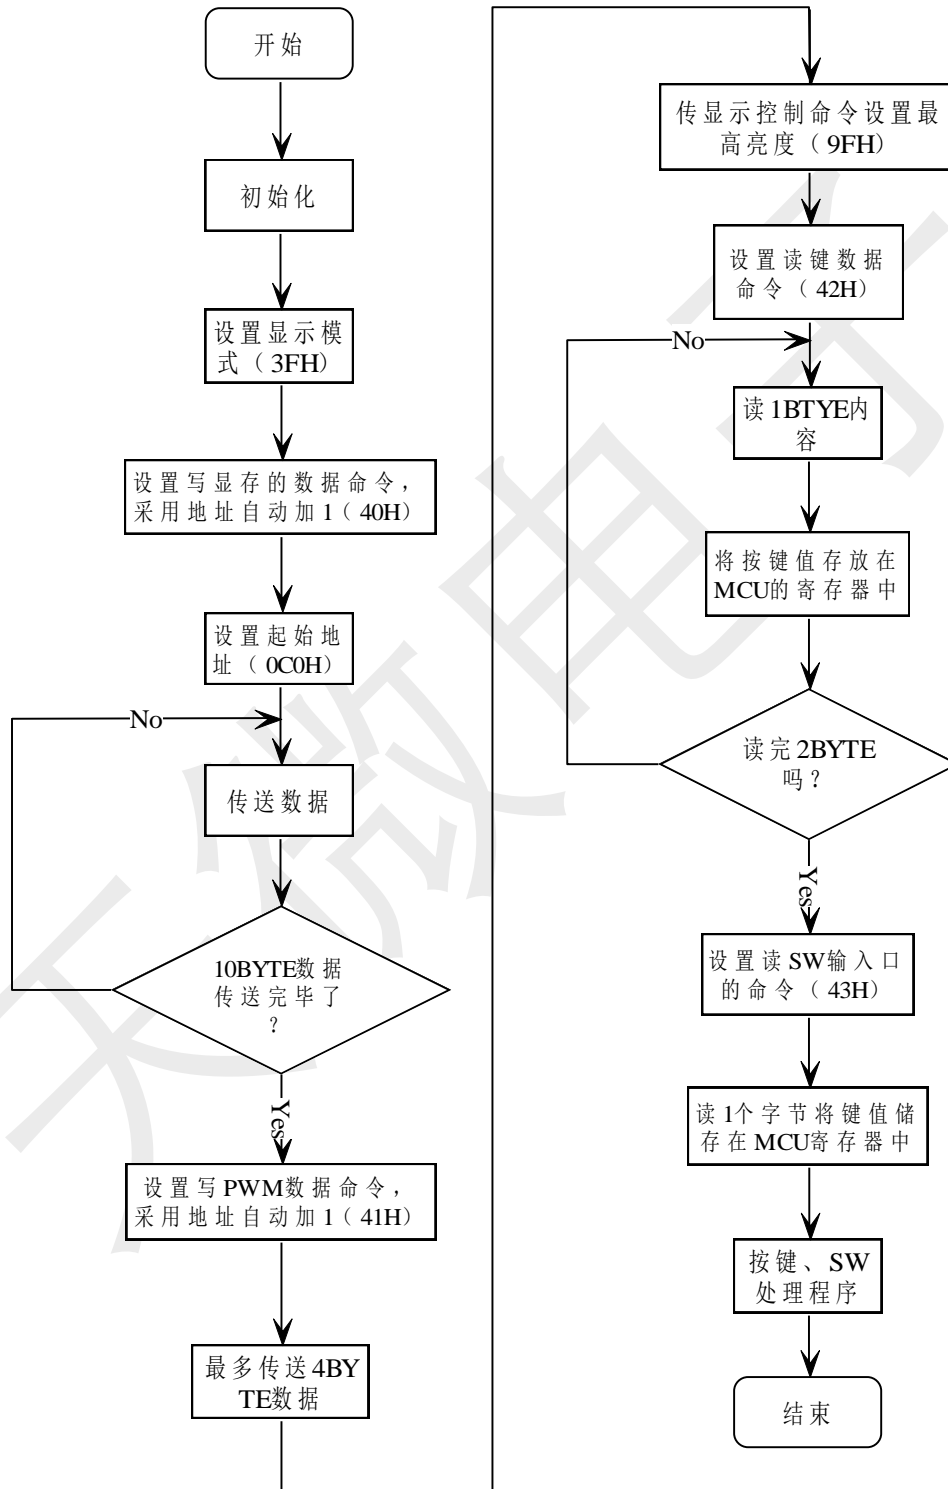 开始
初始化
设置显示模
式（3FH）
设置写显存的数据命令，
采用地址自动加1（40H）
设置起始地
址（0C0H）
No
传送数据
10BYTE数据
传送完毕了
？
Yes
设置写PWM数据命令，
采用地址自动加1（41H）
最多传送4BY
TE数据
传显示控制命令设置最
高亮度（9FH）
设置读键数据
命令（42H）
No
读1BTYE内
容
将按键值存放在
MCU的寄存器中
读完2BYTE
吗？
Yes
设置读SW输入口
的命令（43H）
读1个字节将键值储
存在MCU寄存器中
按键、SW
处理程序
结束
天微电子